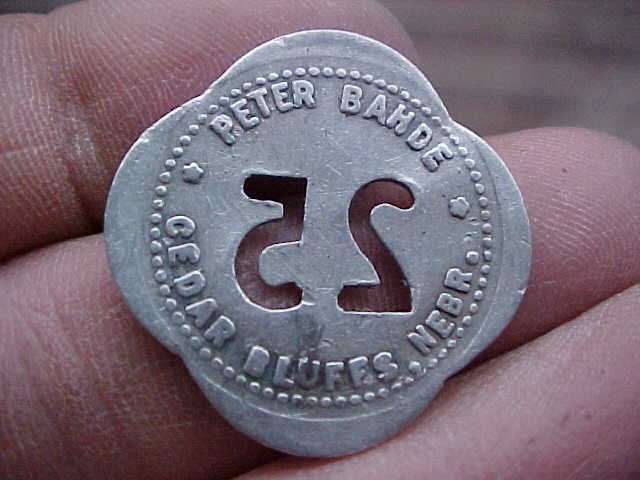 PETER BAHDE
25
CEDAR BLUFFS NEBR.